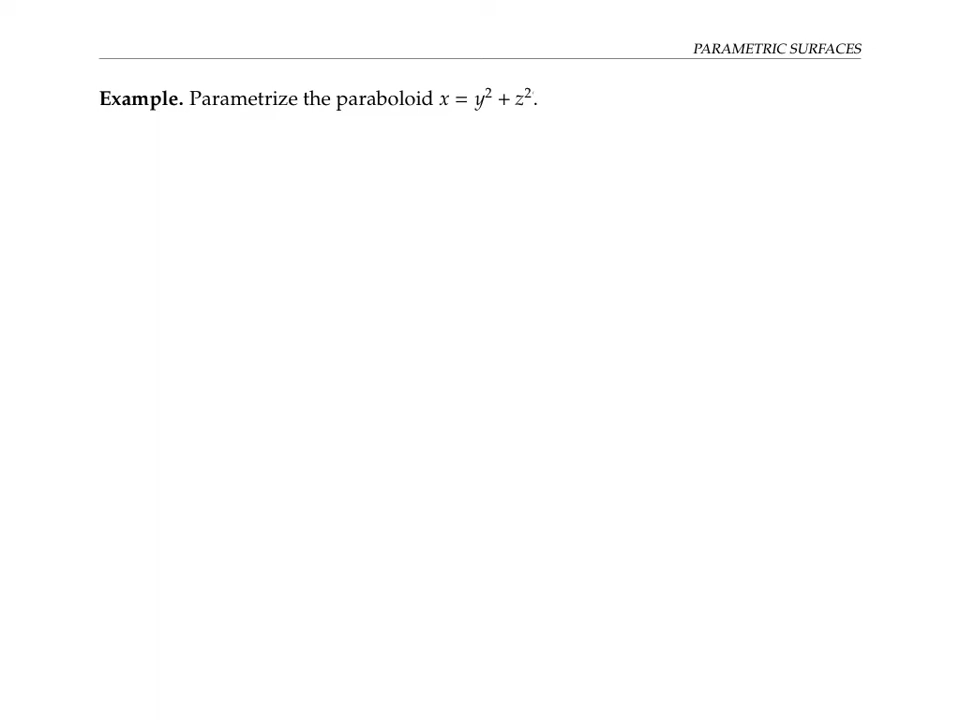 PARAMETRIC SURFACES
Example. Parametrize the paraboloid x = y² + z².